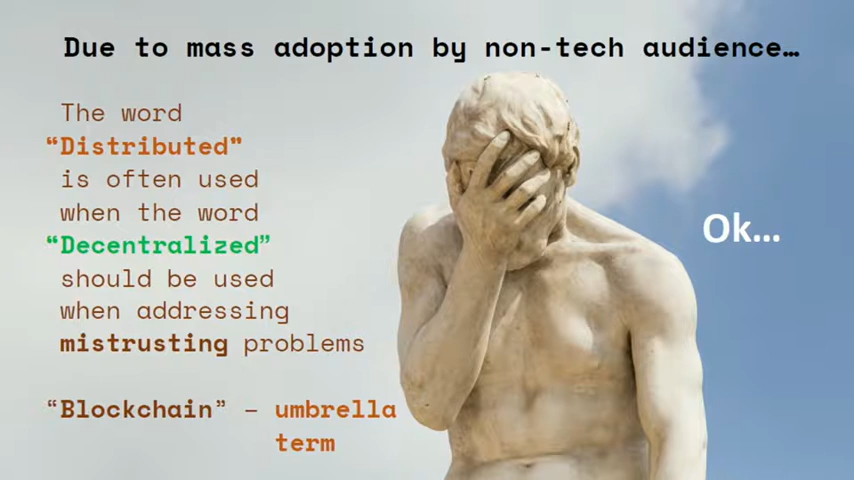 Due to mass adoption by non-tech audience…
The word
“Distributed”
is often used
when the word
“Decentralized”
should be used
when addressing
mistrusting problems
“Blockchain” – umbrella
term
Ok...